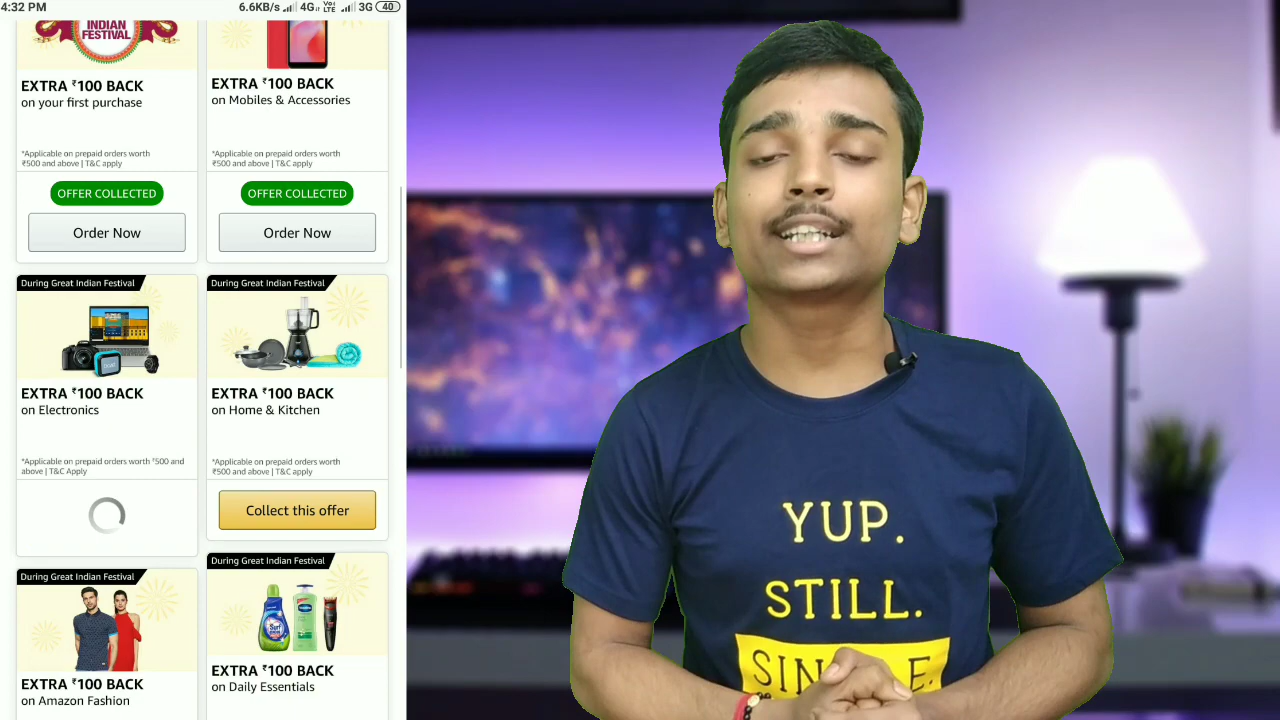 4:32 PM 6.6KB/s 4G VoLTE 3G 40
INDIAN
FESTIVAL
EXTRA ₹100 BACK
on your first purchase
*Applicable on prepaid orders worth
₹500 and above | T&C apply
OFFER COLLECTED
Order Now
EXTRA ₹100 BACK
on Mobiles & Accessories
*Applicable on prepaid orders worth
₹500 and above | T&C apply
OFFER COLLECTED
Order Now
During Great Indian Festival
EXTRA ₹100 BACK
on Electronics
*Applicable on prepaid orders worth ₹500 and
above | T&C Apply
During Great Indian Festival
EXTRA ₹100 BACK
on Home & Kitchen
*Applicable on prepaid orders worth
₹500 and above | T&C apply
Collect this offer
During Great Indian Festival
EXTRA ₹100 BACK
on Amazon Fashion
During Great Indian Festival
Surf
EXTRA ₹100 BACK
on Daily Essentials
YUP.
STILL.
SINGLE.